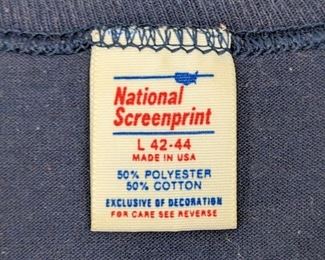 National
Screenprint
L 42-44
MADE IN USA
50% POLYESTER
50% COTTON
EXCLUSIVE OF DECORATION
FOR CARE SEE REVERSE